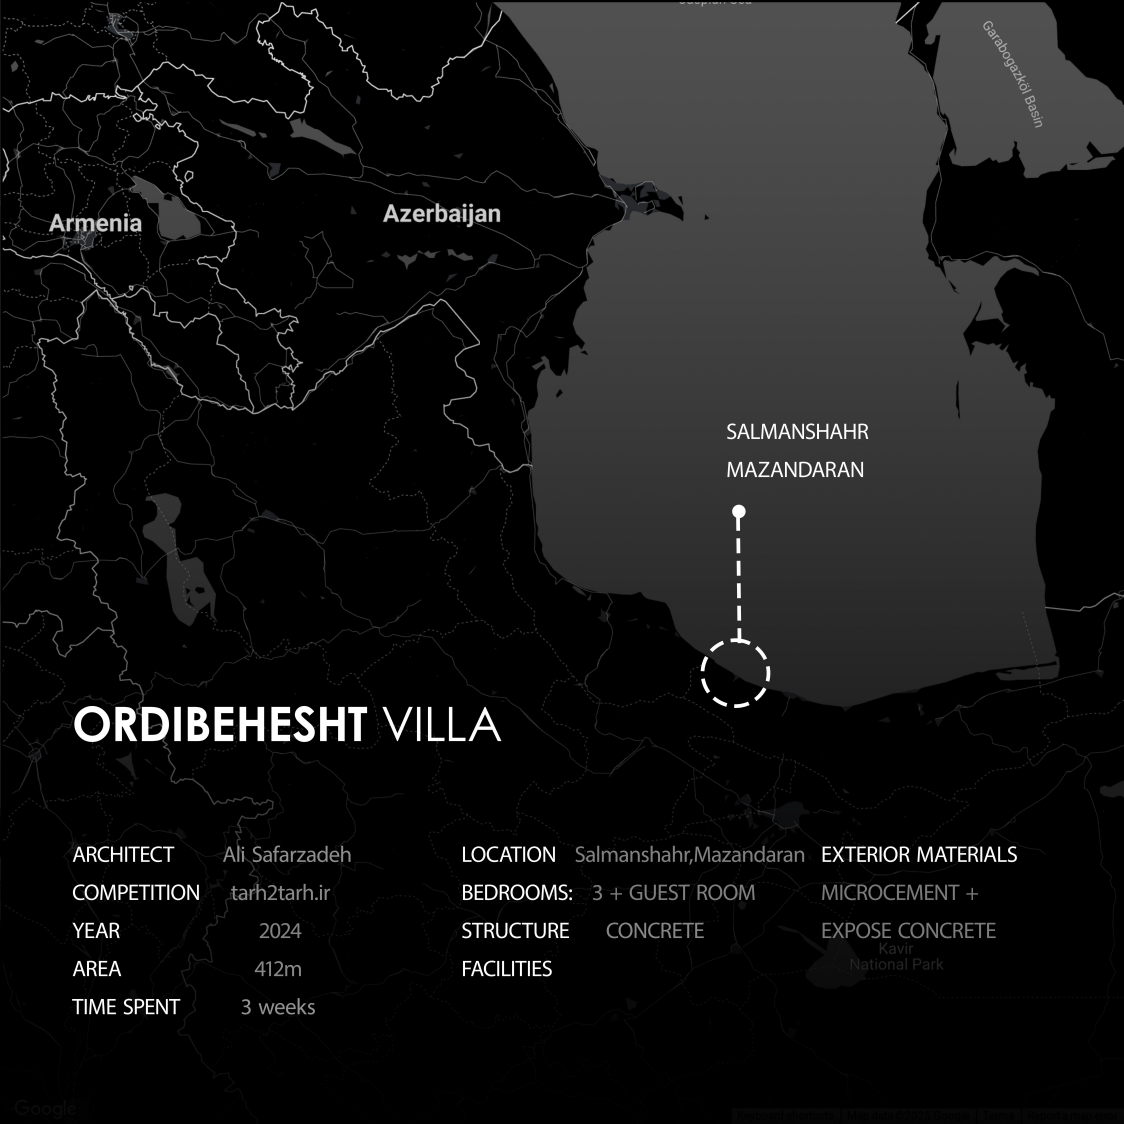 Garabogazköl Basin
Armenia
Azerbaijan
SALMANSHAHR
MAZANDARAN
ORDIBEHESHT VILLA
ARCHITECT Ali Safarzadeh
COMPETITION tarh2tarh.ir
YEAR 2024
AREA 412m
TIME SPENT 3 weeks
LOCATION Salmanshahr,Mazandaran
BEDROOMS: 3 + GUEST ROOM
STRUCTURE CONCRETE
FACILITIES
EXTERIOR MATERIALS
MICROCEMENT +
EXPOSE CONCRETE
Kavir
National Park
Google